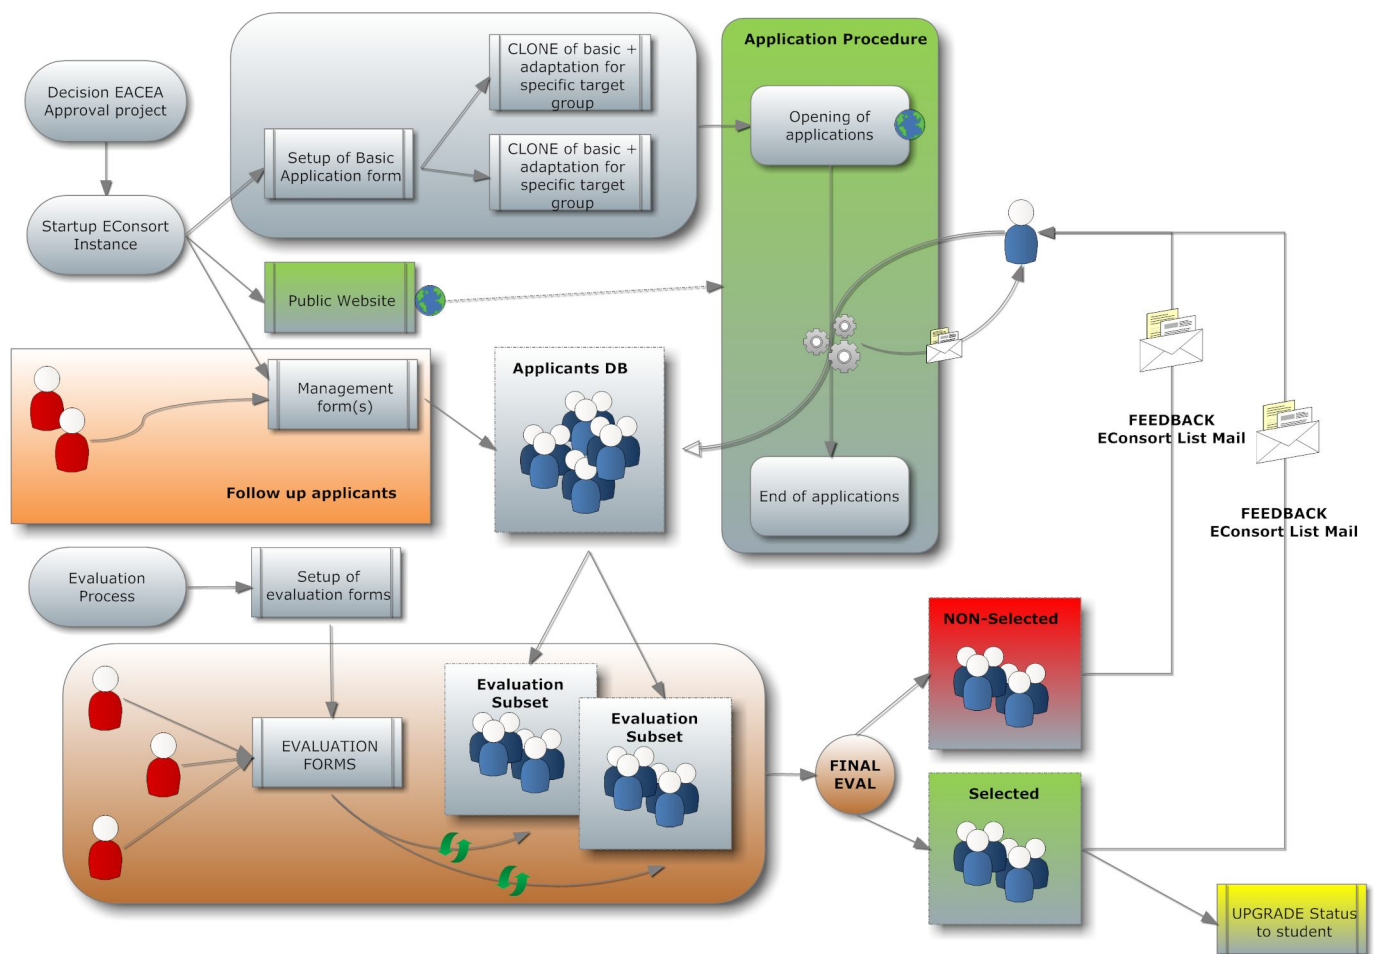 Decision EACEA
Approval project
Startup EConsort
Instance
Setup of Basic
Application form
CLONE of basic +
adaptation for
specific target
group
CLONE of basic +
adaptation for
specific target
group
Application Procedure
Opening of
applications
Public Website
Management
form(s)
Follow up applicants
Applicants DB
End of applications
FEEDBACK
EConsort List Mail
FEEDBACK
EConsort List Mail
Evaluation
Process
Setup of
evaluation forms
EVALUATION
FORMS
Evaluation
Subset
Evaluation
Subset
FINAL
EVAL
NON-Selected
Selected
UPGRADE Status
to student